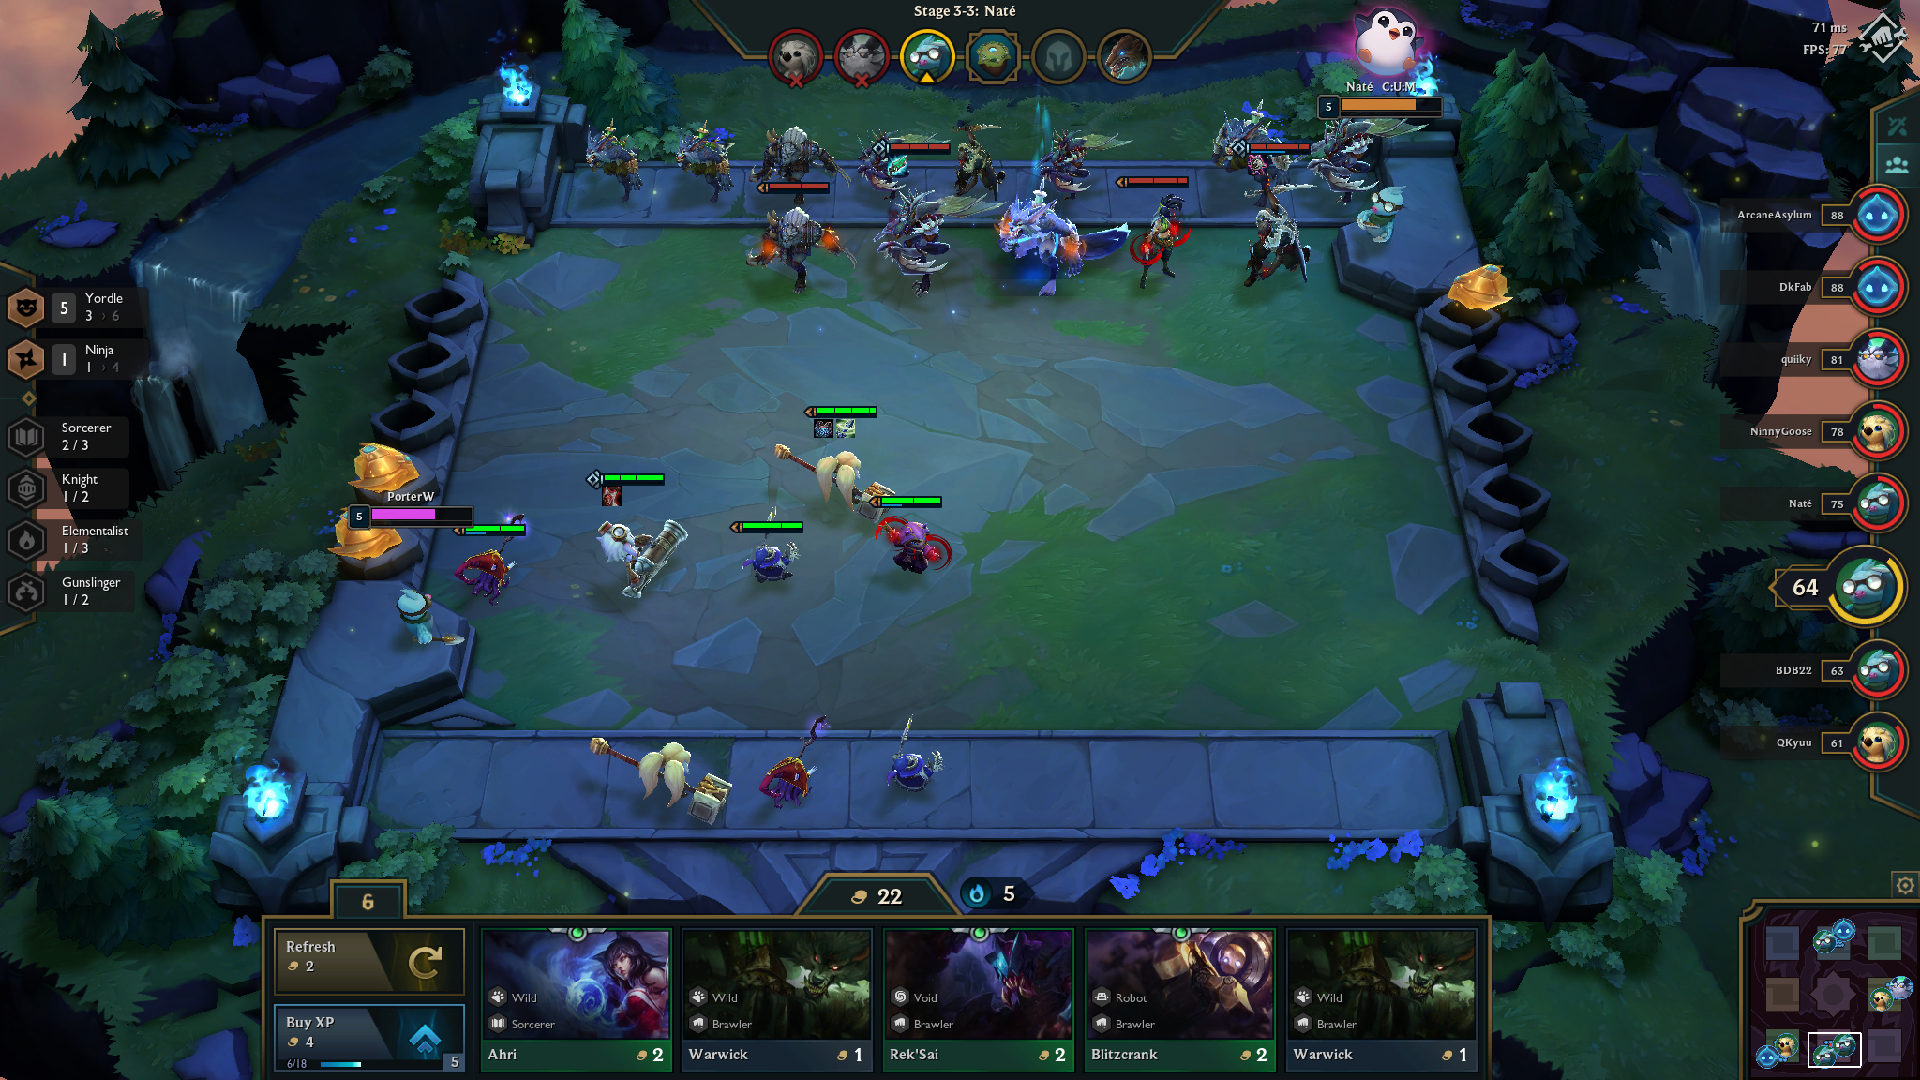 Stage 3-3: Naté
71 ms
FPS: 77
Naté C:U:M
5
ArcaneAsylum 88
DkFab 88
quiiky 81
NinnyGoose 78
Naté 75
64
BDB22 63
QKyuu 61
5 Yordle
3 › 6
1 Ninja
1 › 4
Sorcerer
2 / 3
Knight
1 / 2
Elementalist
1 / 3
Gunslinger
1 / 2
PorterW
5
6
22
5
Refresh
2
Buy XP
4
6/18
5
Wild
Sorcerer
Ahri 2
Wild
Brawler
Warwick 1
Void
Brawler
Rek'Sai 2
Robot
Brawler
Blitzcrank 2
Wild
Brawler
Warwick 1